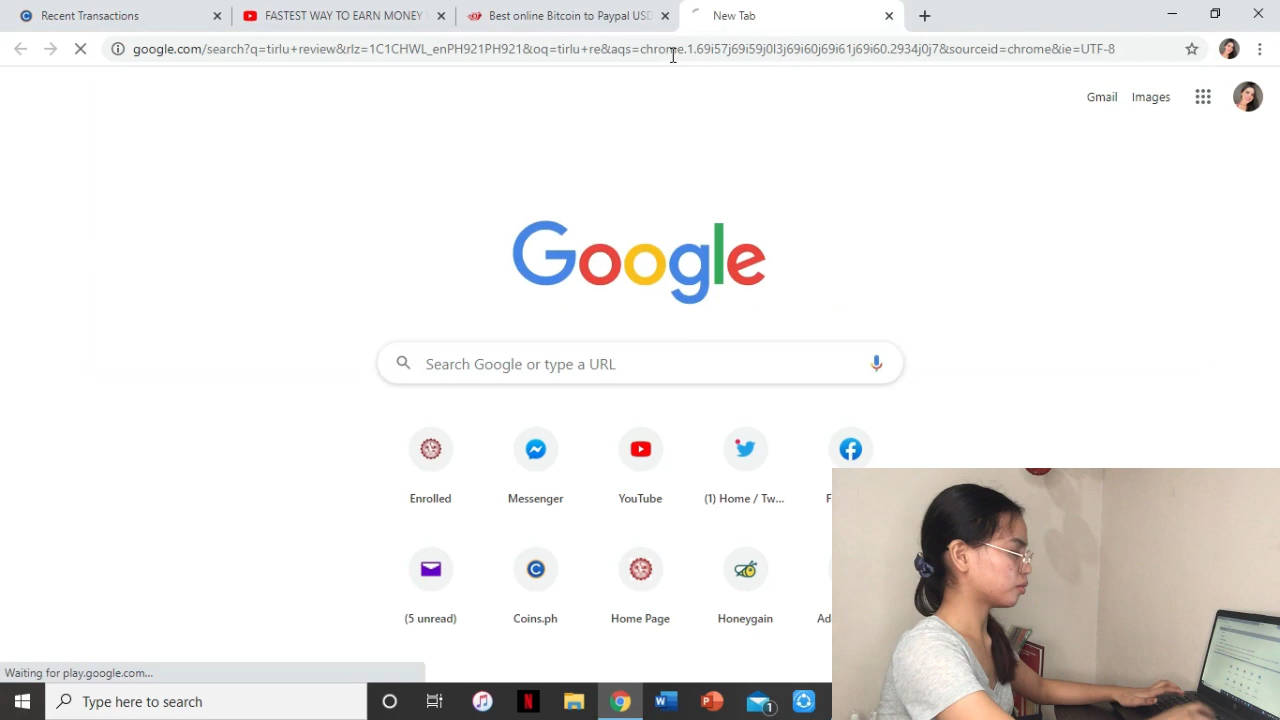 Recent Transactions
FASTEST WAY TO EARN MONEY
Best online Bitcoin to Paypal USD
New Tab
google.com/search?q=tirlu+review&rlz=1C1CHWL_enPH921PH921&oq=tirlu+re&aqs=chrome.1.69i57j69i59j0l3j69i60j69i61j69i60.2934j0j7&sourceid=chrome&ie=UTF-8
Gmail Images
Google
Search Google or type a URL
Enrolled Messenger YouTube (1) Home / Tw... F
(5 unread) Coins.ph Home Page Honeygain Ad
Waiting for play.google.com...
Type here to search
1